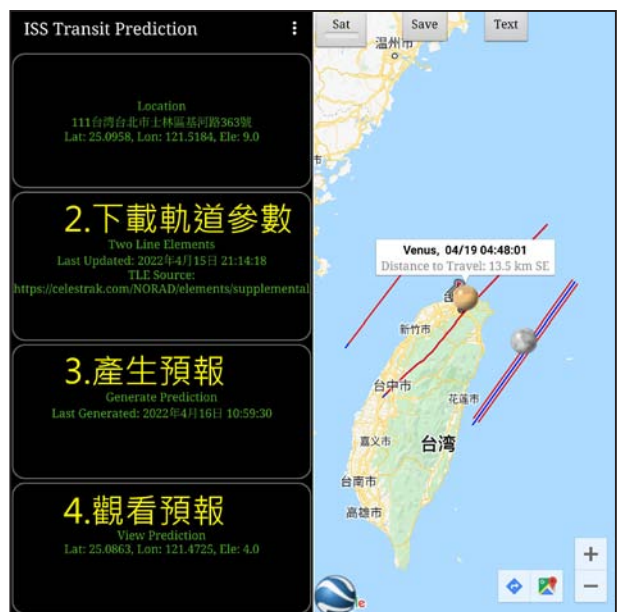 ISS Transit Prediction
Location
111台灣台北市士林區基河路363號
Lat: 25.0958, Lon: 121.5184, Ele: 9.0
2.下載軌道參數
Two Line Elements
Last Updated: 2022年4月15日 21:14:18
TLE Source:
https://celestrak.com/NORAD/elements/supplemental
3.產生預報
Generate Prediction
Last Generated: 2022年4月16日 10:59:30
4.觀看預報
View Prediction
Lat: 25.0863, Lon: 121.4725, Ele: 4.0
Sat
Save
Text
温州市
Venus, 04/19 04:48:01
Distance to Travel: 13.5 km SE
新竹市
台中市
花蓮市
嘉义市
台湾
台南市
高雄市